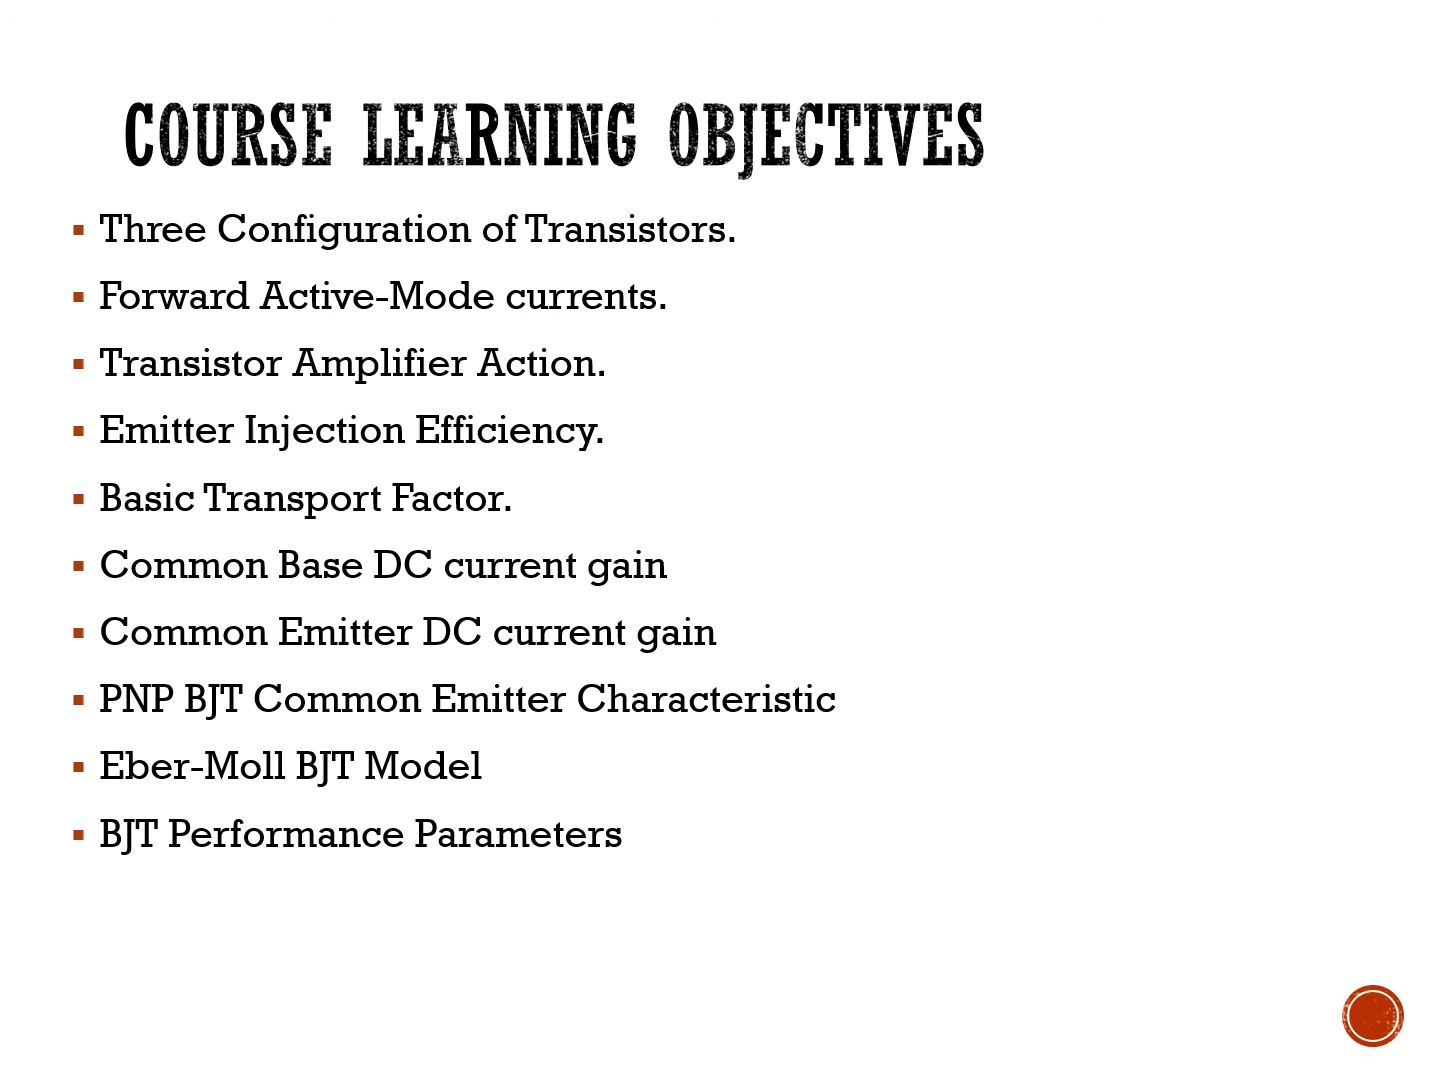 COURSE LEARNING OBJECTIVES
▪ Three Configuration of Transistors.
▪ Forward Active-Mode currents.
▪ Transistor Amplifier Action.
▪ Emitter Injection Efficiency.
▪ Basic Transport Factor.
▪ Common Base DC current gain
▪ Common Emitter DC current gain
▪ PNP BJT Common Emitter Characteristic
▪ Eber-Moll BJT Model
▪ BJT Performance Parameters